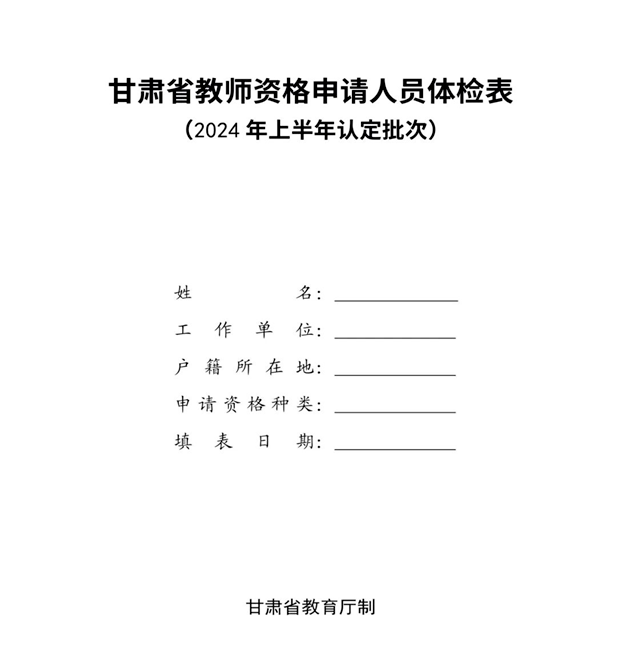 甘肃省教师资格申请人员体检表
（2024 年上半年认定批次）
姓名：
工作单位：
户籍所在地：
申请资格种类：
填表日期：
甘肃省教育厅制